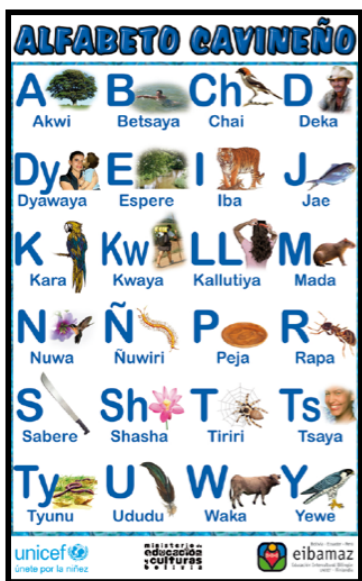 ALFABETO CAVINEÑO
A B Ch D
Akwi Betsaya Chai Deka
Dy E I J
Dyawaya Espere Iba Jae
K Kw LL M
Kara Kwaya Kallutiya Mada
N Ñ P R
Nuwa Ñuwiri Peja Rapa
S Sh T Ts
Sabere Shasha Tiriri Tsaya
Ty U W Y
Tyunu Ududu Waka Yewe
unicef
únete por la niñez
ministerio de
educación
y culturas
bolivia
eibamaz